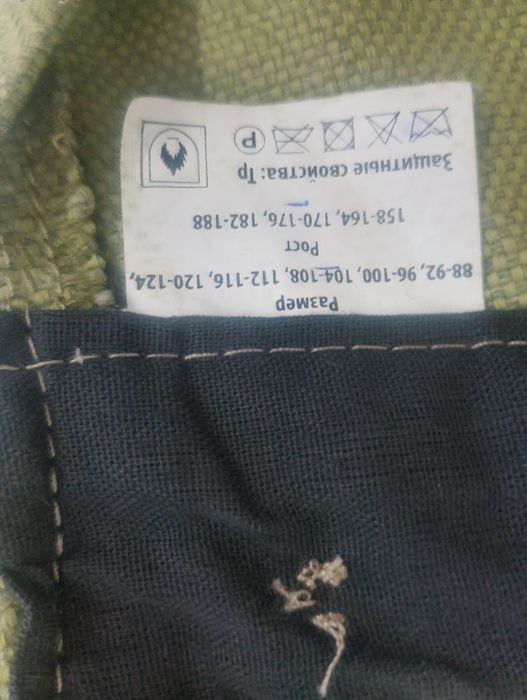 Размер
88-92, 96-100, 104-108, 112-116, 120-124,
Рост
158-164, 170-176, 182-188
Защитные свойства: Тр
P